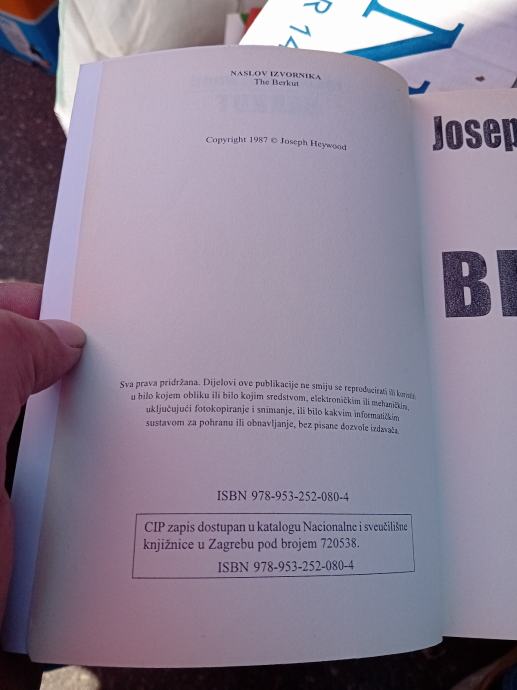 R 14
NASLOV IZVORNIKA
The Berkut
Copyright 1987 © Joseph Heywood
Sva prava pridržana. Dijelovi ove publikacije ne smiju se reproducirati ili
u bilo kojem obliku ili bilo kojim sredstvom, elektroničkim ili mehaničkim,
uključujući fotokopiranje i snimanje, ili bilo kakvim informatičkim
sustavom za pohranu ili obnavljanje, bez pisane dozvole izdavača.
ISBN 978-953-252-080-4
CIP zapis dostupan u katalogu Nacionalne i sveučilišne
knjižnice u Zagrebu pod brojem 720538.
ISBN 978-953-252-080-4
Josep